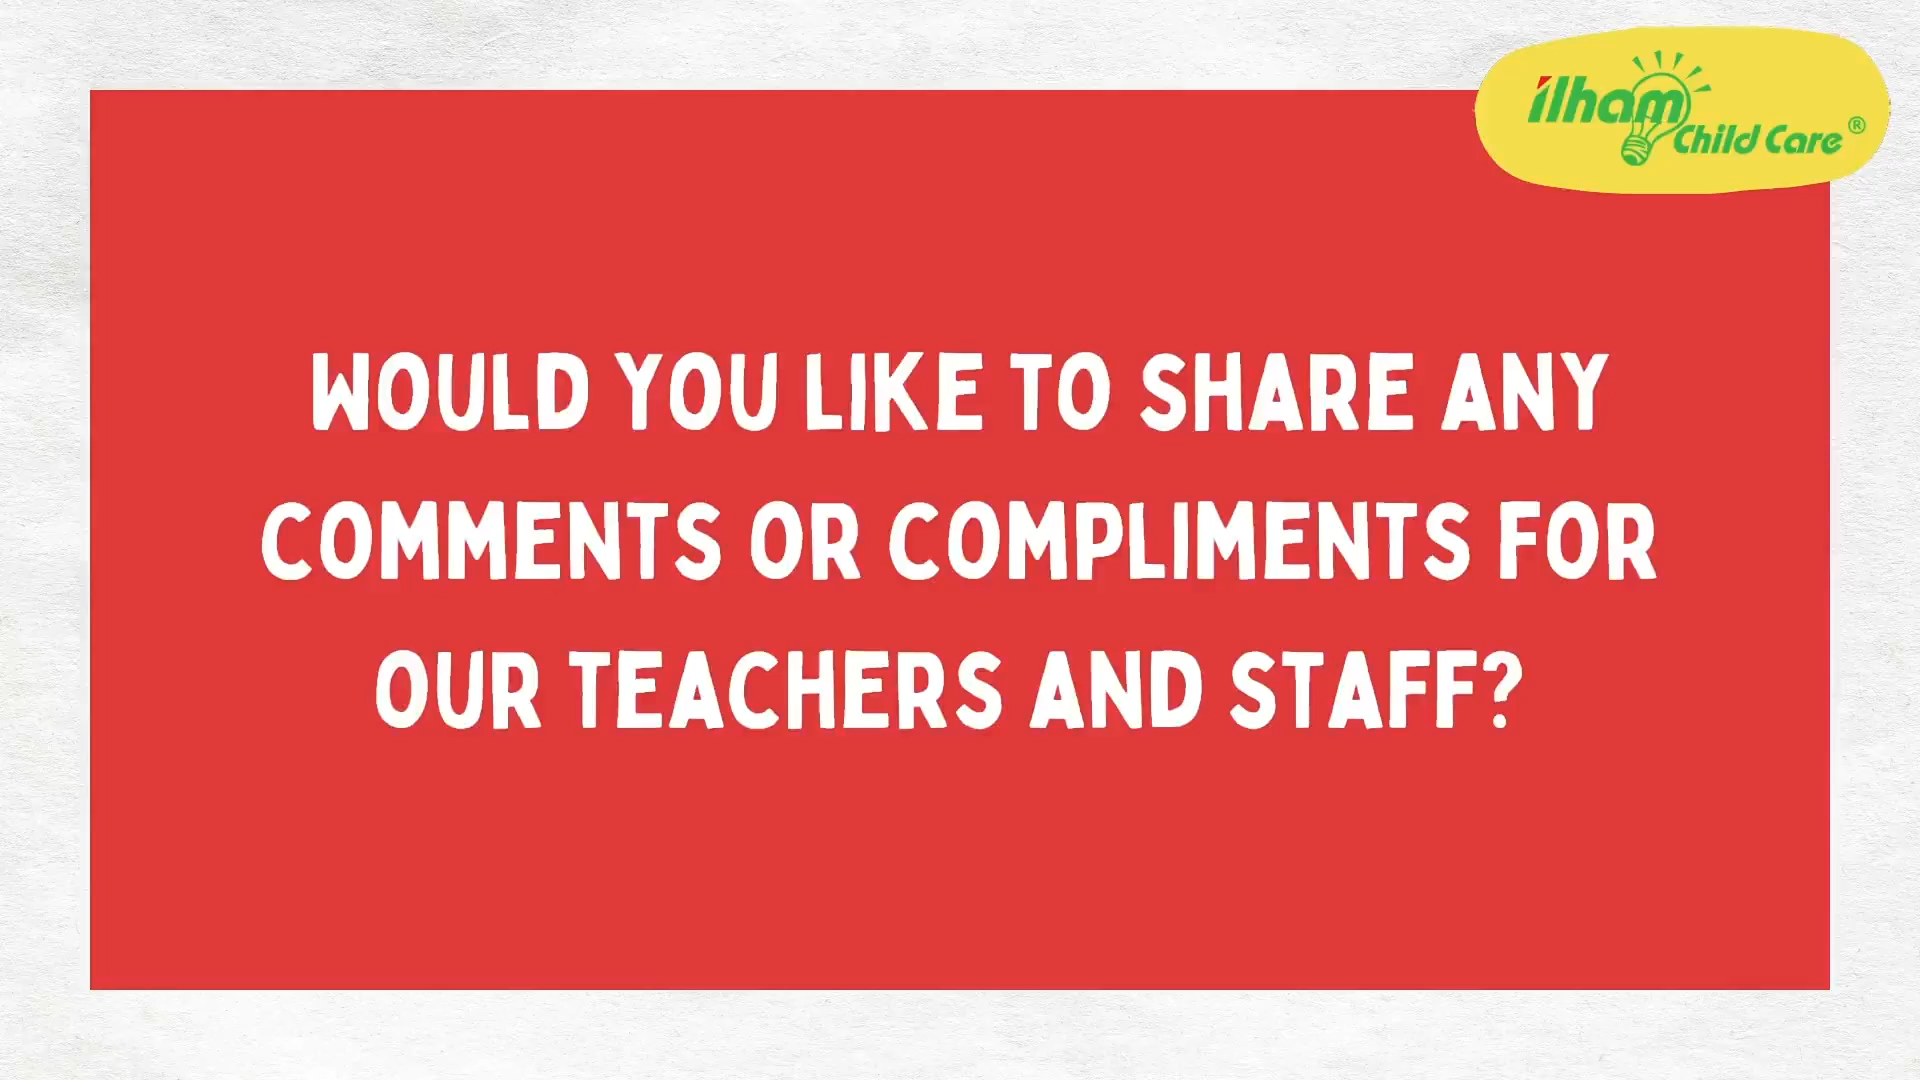 ilham
Child Care ®
WOULD YOU LIKE TO SHARE ANY
COMMENTS OR COMPLIMENTS FOR
OUR TEACHERS AND STAFF?